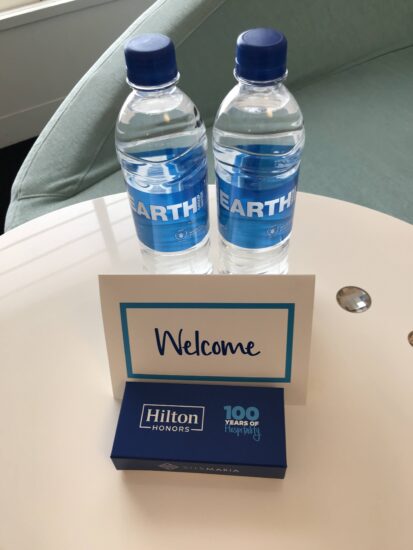 EARTH
EARTH
Welcome
Hilton
HONORS
100
YEARS OF
Hospitality